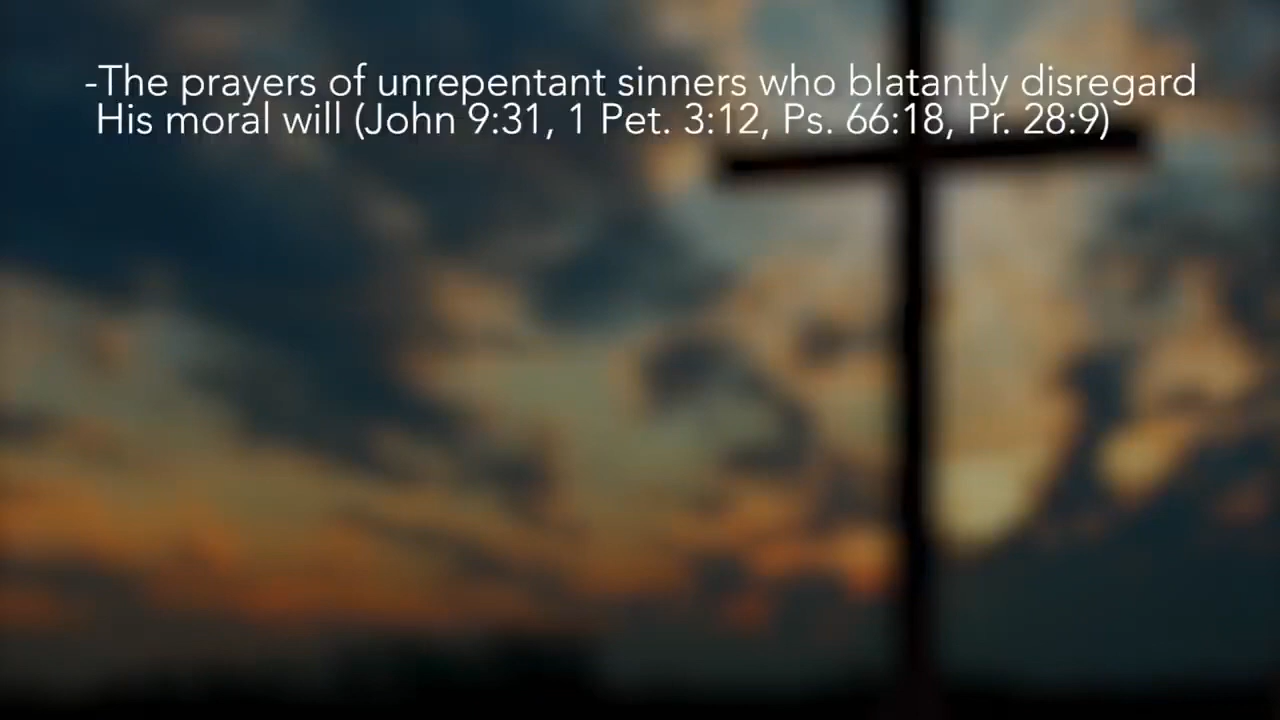 -The prayers of unrepentant sinners who blatantly disregard
His moral will (John 9:31, 1 Pet. 3:12, Ps. 66:18, Pr. 28:9)